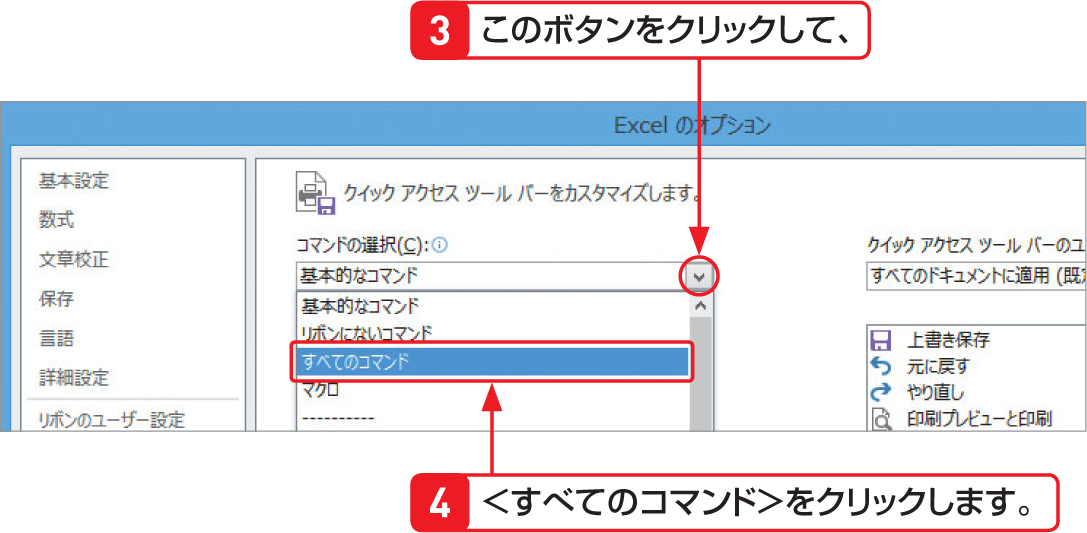 3 このボタンをクリックして、
Excel のオプション
基本設定
数式
文章校正
保存
言語
詳細設定
リボンのユーザー設定
クイック アクセス ツール バーをカスタマイズします。
コマンドの選択(C):
基本的なコマンド
基本的なコマンド
リボンにないコマンド
すべてのコマンド
マクロ
----------
クイック アクセス ツール バーのユ
すべてのドキュメントに適用 (既定
上書き保存
元に戻す
やり直し
印刷プレビューと印刷
4 <すべてのコマンド>をクリックします。